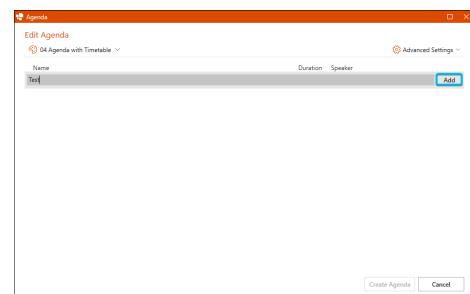 Agenda
Edit Agenda
04 Agenda with Timetable
Advanced Settings
Name Duration Speaker
Test Add
Create Agenda Cancel